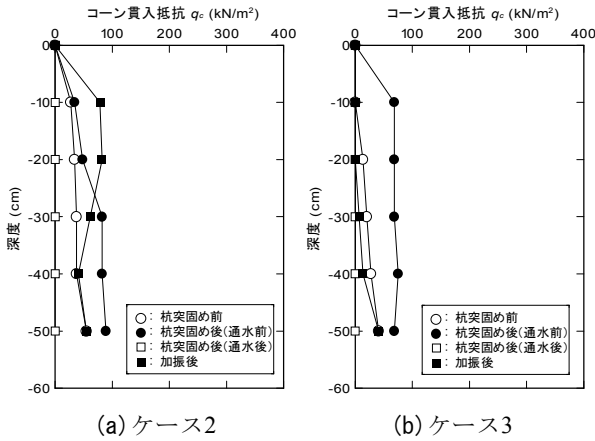 コーン貫入抵抗 qc (kN/m²)
0 100 200 300 400
0
-10
-20
-30
-40
-50
-60
深度 (cm)
○: 杭突固め前
●: 杭突固め後(通水前)
□: 杭突固め後(通水後)
■: 加振後
(a) ケース2
コーン貫入抵抗 qc (kN/m²)
0 100 200 300 400
0
-10
-20
-30
-40
-50
-60
深度 (cm)
○: 杭突固め前
●: 杭突固め後(通水前)
□: 杭突固め後(通水後)
■: 加振後
(b) ケース3